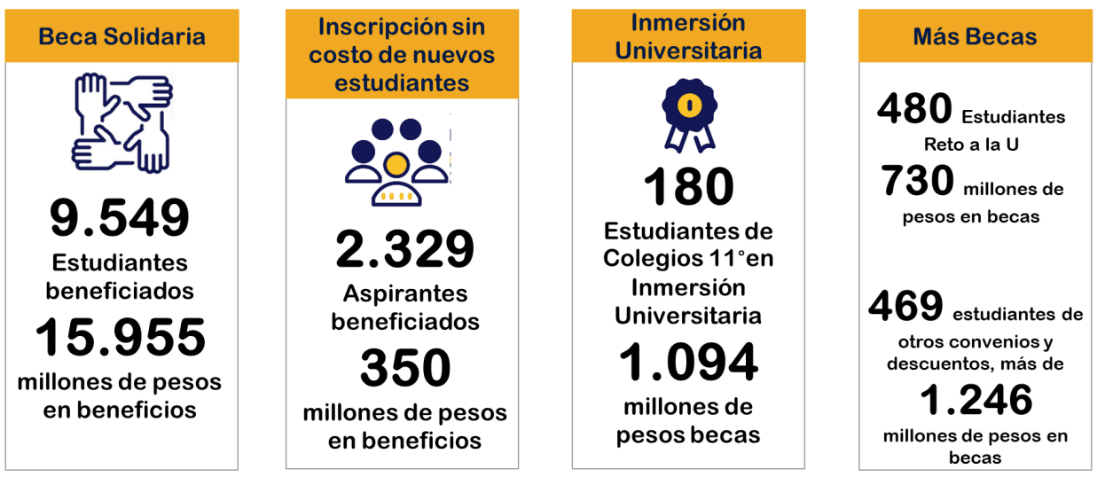 Beca Solidaria
9.549
Estudiantes
beneficiados
15.955
millones de pesos
en beneficios
Inscripción sin
costo de nuevos
estudiantes
2.329
Aspirantes
beneficiados
350
millones de pesos
en beneficios
Inmersión
Universitaria
180
Estudiantes de
Colegios 11°en
Inmersión
Universitaria
1.094
millones de
pesos becas
Más Becas
480 Estudiantes
Reto a la U
730 millones de
pesos en becas
469 estudiantes de
otros convenios y
descuentos, más de
1.246
millones de pesos en
becas